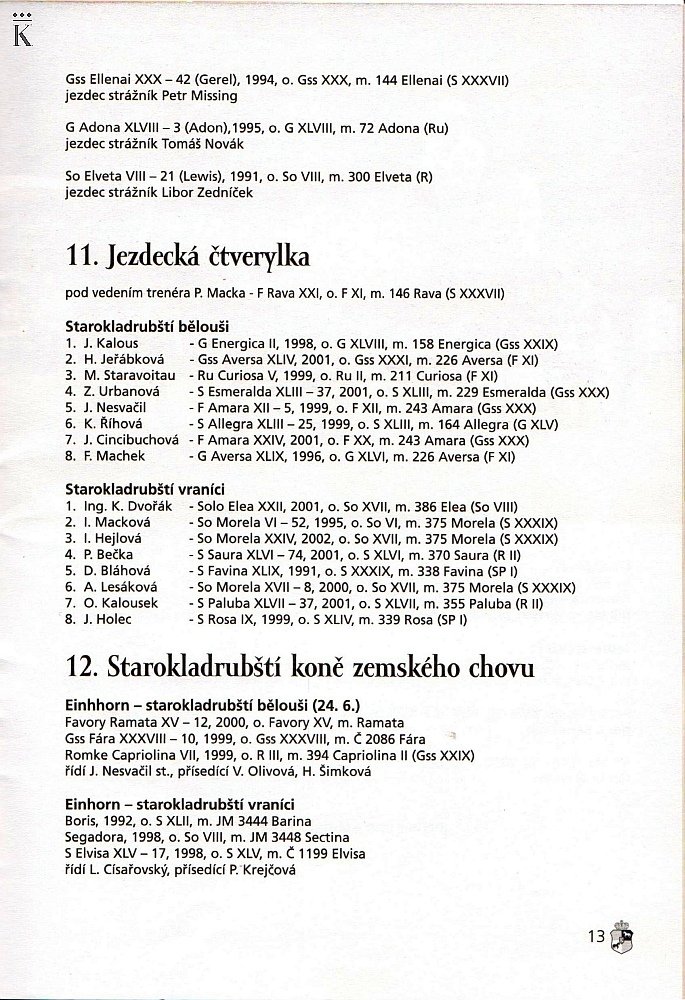 K
Gss Ellenai XXX – 42 (Gerel), 1994, o. Gss XXX, m. 144 Ellenai (S XXXVII)
jezdec strážník Petr Missing
G Adona XLVIII – 3 (Adon),1995, o. G XLVIII, m. 72 Adona (Ru)
jezdec strážník Tomáš Novák
So Elveta VIII – 21 (Lewis), 1991, o. So VIII, m. 300 Elveta (R)
jezdec strážník Libor Zedníček
11. Jezdecká čtverylka
pod vedením trenéra P. Macka - F Rava XXI, o. F XI, m. 146 Rava (S XXXVII)
Starokladrubští bělouši
1. J. Kalous - G Energica II, 1998, o. G XLVIII, m. 158 Energica (Gss XXIX)
2. H. Jeřábková - Gss Aversa XLIV, 2001, o. Gss XXXI, m. 226 Aversa (F XI)
3. M. Staravoitau - Ru Curiosa V, 1999, o. Ru II, m. 211 Curiosa (F XI)
4. Z. Urbanová - S Esmeralda XLIII – 37, 2001, o. S XLIII, m. 229 Esmeralda (Gss XXX)
5. J. Nesvačil - F Amara XII – 5, 1999, o. F XII, m. 243 Amara (Gss XXX)
6. K. Říhová - S Allegra XLIII – 25, 1999, o. S XLIII, m. 164 Allegra (G XLV)
7. J. Cincibuchová - F Amara XXIV, 2001, o. F XX, m. 243 Amara (Gss XXX)
8. F. Machek - G Aversa XLIX, 1996, o. G XLVI, m. 226 Aversa (F XI)
Starokladrubští vraníci
1. Ing. K. Dvořák - Solo Elea XXII, 2001, o. So XVII, m. 386 Elea (So VIII)
2. I. Macková - So Morela VI – 52, 1995, o. So VI, m. 375 Morela (S XXXIX)
3. I. Hejlová - So Morela XXIV, 2002, o. So XVII, m. 375 Morela (S XXXIX)
4. P. Bečka - S Saura XLVI – 74, 2001, o. S XLVI, m. 370 Saura (R II)
5. D. Bláhová - S Favina XLIX, 1991, o. S XXXIX, m. 338 Favina (SP I)
6. A. Lesáková - So Morela XVII – 8, 2000, o. So XVII, m. 375 Morela (S XXXIX)
7. O. Kalousek - S Paluba XLVII – 37, 2001, o. S XLVII, m. 355 Paluba (R II)
8. J. Holec - S Rosa IX, 1999, o. S XLIV, m. 339 Rosa (SP I)
12. Starokladrubští koně zemského chovu
Einhhorn – starokladrubští bělouši (24. 6.)
Favory Ramata XV – 12, 2000, o. Favory XV, m. Ramata
Gss Fára XXXVIII – 10, 1999, o. Gss XXXVIII, m. Č 2086 Fára
Romke Capriolina VII, 1999, o. R III, m. 394 Capriolina II (Gss XXIX)
řídí J. Nesvačil st., přísedící V. Olivová, H. Šimková
Einhorn – starokladrubští vraníci
Boris, 1992, o. S XLII, m. JM 3444 Barina
Segadora, 1998, o. So VIII, m. JM 3448 Sectina
S Elvisa XLV – 17, 1998, o. S XLV, m. Č 1199 Elvisa
řídí L. Císařovský, přísedící P. Krejčová
13